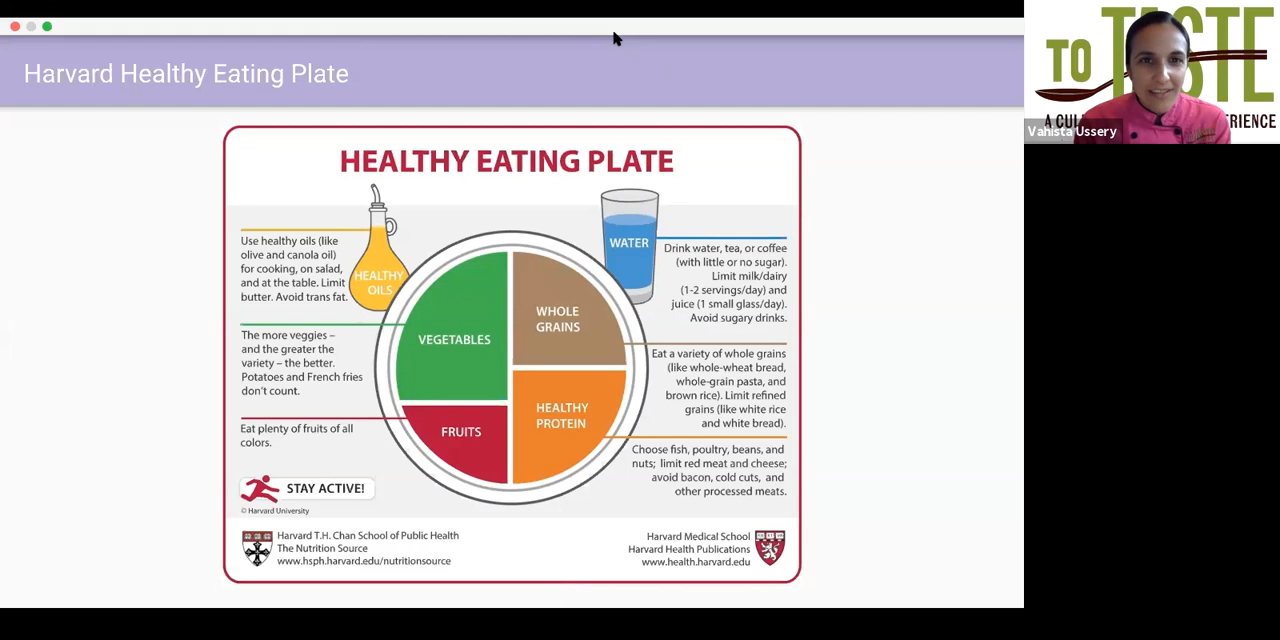 Harvard Healthy Eating Plate
HEALTHY EATING PLATE
Use healthy oils (like
olive and canola oil)
for cooking, on salad,
and at the table. Limit
butter. Avoid trans fat.
HEALTHY
OILS
WATER
Drink water, tea, or coffee
(with little or no sugar).
Limit milk/dairy
(1-2 servings/day) and
juice (1 small glass/day).
Avoid sugary drinks.
The more veggies –
and the greater the
variety – the better.
Potatoes and French fries
don't count.
VEGETABLES
WHOLE
GRAINS
Eat a variety of whole grains
(like whole-wheat bread,
whole-grain pasta, and
brown rice). Limit refined
grains (like white rice
and white bread).
Eat plenty of fruits of all
colors.
FRUITS
HEALTHY
PROTEIN
Choose fish, poultry, beans, and
nuts; limit red meat and cheese;
avoid bacon, cold cuts, and
other processed meats.
STAY ACTIVE!
© Harvard University
Harvard T.H. Chan School of Public Health
The Nutrition Source
www.hsph.harvard.edu/nutritionsource
Harvard Medical School
Harvard Health Publications
www.health.harvard.edu
TO
Vahista Ussery